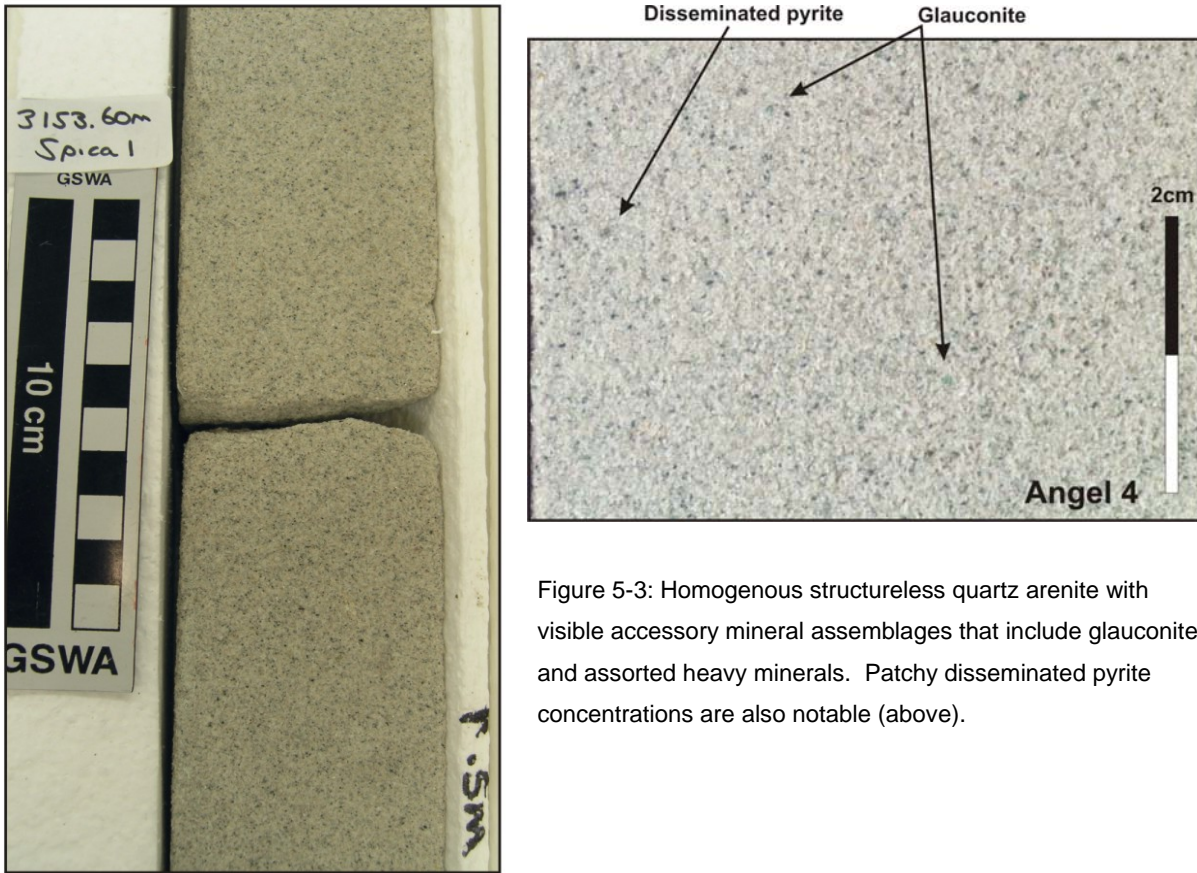 3153.60m
Spica 1
GSWA
10 cm
GSWA
Disseminated pyrite
Glauconite
2cm
Angel 4
Figure 5-3: Homogenous structureless quartz arenite with
visible accessory mineral assemblages that include glauconite
and assorted heavy minerals.  Patchy disseminated pyrite
concentrations are also notable (above).